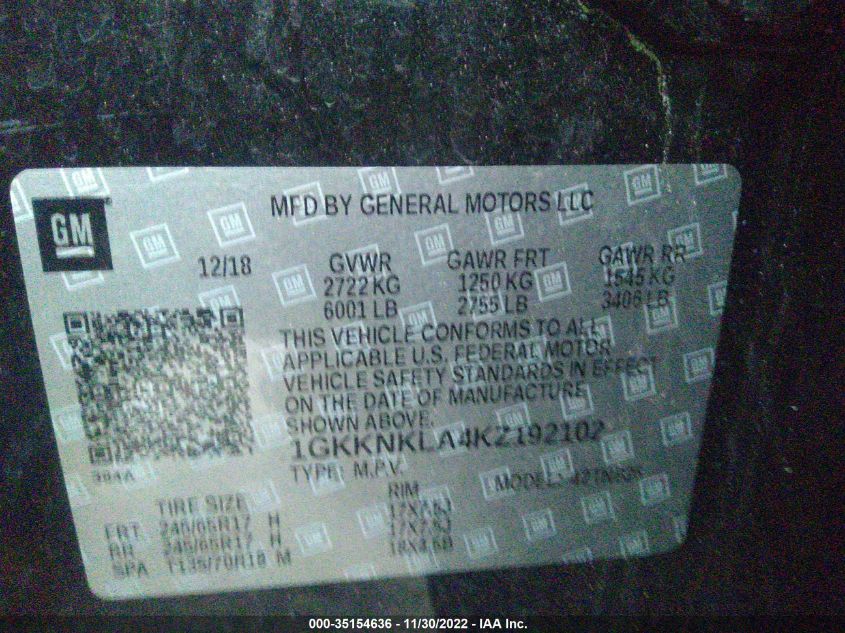 GM
MFD BY GENERAL MOTORS LLC
12/18 GVWR GAWR FRT GAWR RR
2722 KG 1250 KG 1545 KG
6001 LB 2755 LB 3406 LB
THIS VEHICLE CONFORMS TO ALL
APPLICABLE U.S. FEDERAL MOTOR
VEHICLE SAFETY STANDARDS IN EFFECT
ON THE DATE OF MANUFACTURE
SHOWN ABOVE.
1GKKNKLA4KZ192102
TYPE: M.P.V. MODEL:
TIRE SIZE RIM
FRT 245/65R17 H 17X7.5J
RR 245/65R17 H 17X7.5J
SPA T135/70R18 M 18X4.5B
000-35154636 - 11/30/2022 - IAA Inc.